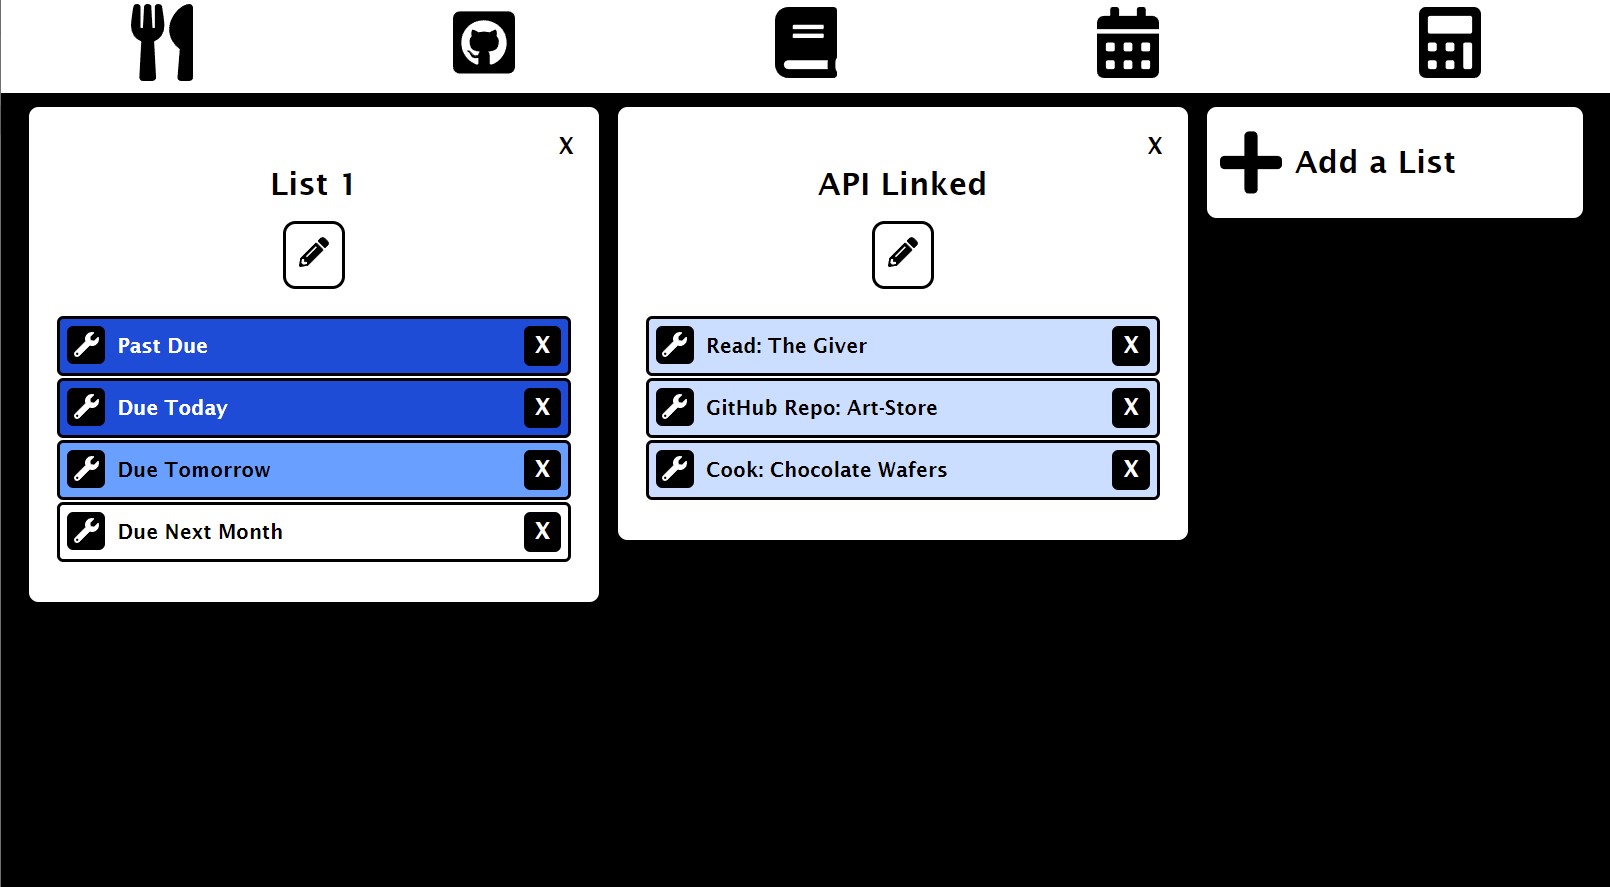 X
List 1
Past Due X
Due Today X
Due Tomorrow X
Due Next Month X
X
API Linked
Read: The Giver X
GitHub Repo: Art-Store X
Cook: Chocolate Wafers X
Add a List